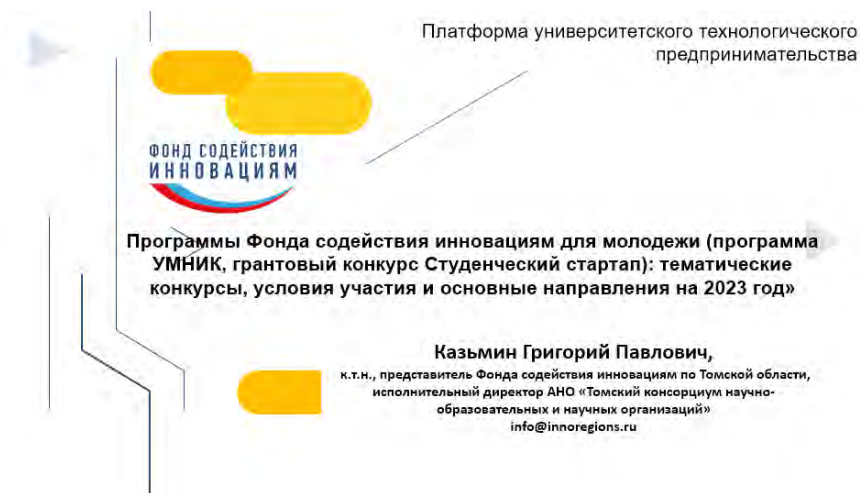 Платформа университетского технологического
предпринимательства
ФОНД СОДЕЙСТВИЯ
ИННОВАЦИЯМ
Программы Фонда содействия инновациям для молодежи (программа
УМНИК, грантовый конкурс Студенческий стартап): тематические
конкурсы, условия участия и основные направления на 2023 год»
Казьмин Григорий Павлович,
к.т.н., представитель Фонда содействия инновациям по Томской области,
исполнительный директор АНО «Томский консорциум научно-
образовательных и научных организаций»
info@innoregions.ru